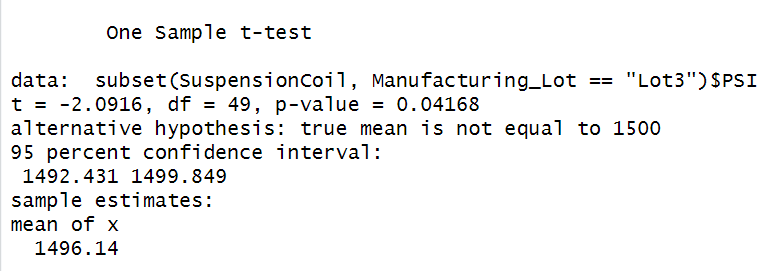 One Sample t-test
data:  subset(SuspensionCoil, Manufacturing_Lot == "Lot3")$PSI
t = -2.0916, df = 49, p-value = 0.04168
alternative hypothesis: true mean is not equal to 1500
95 percent confidence interval:
1492.431 1499.849
sample estimates:
mean of x
1496.14